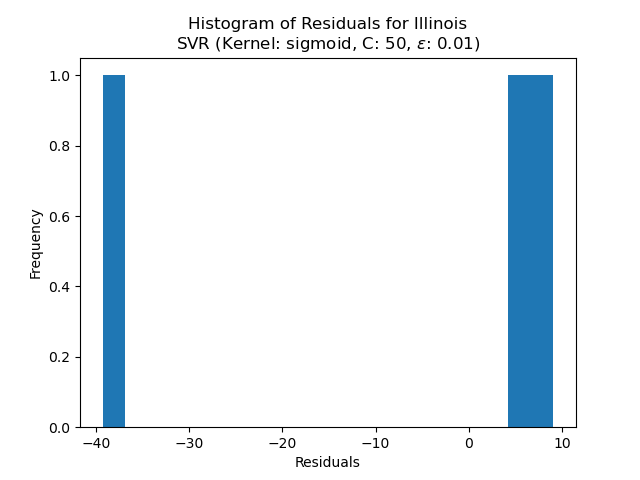 Histogram of Residuals for Illinois
SVR (Kernel: sigmoid, C: 50, ε: 0.01)
1.0
0.8
0.6
0.4
0.2
0.0
Frequency
−40 −30 −20 −10 0 10
Residuals